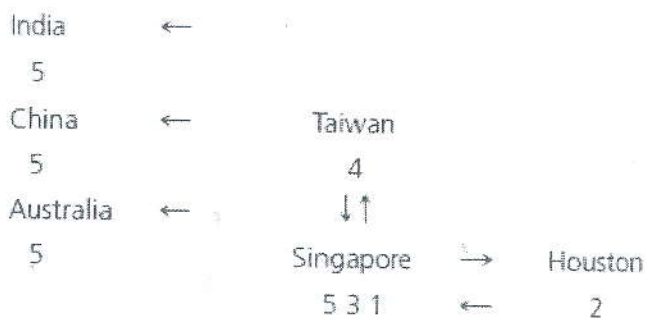 India ←
5
China ← Taiwan
5 4
Australia ← ↓↑
5 Singapore → Houston
5 3 1 ← 2